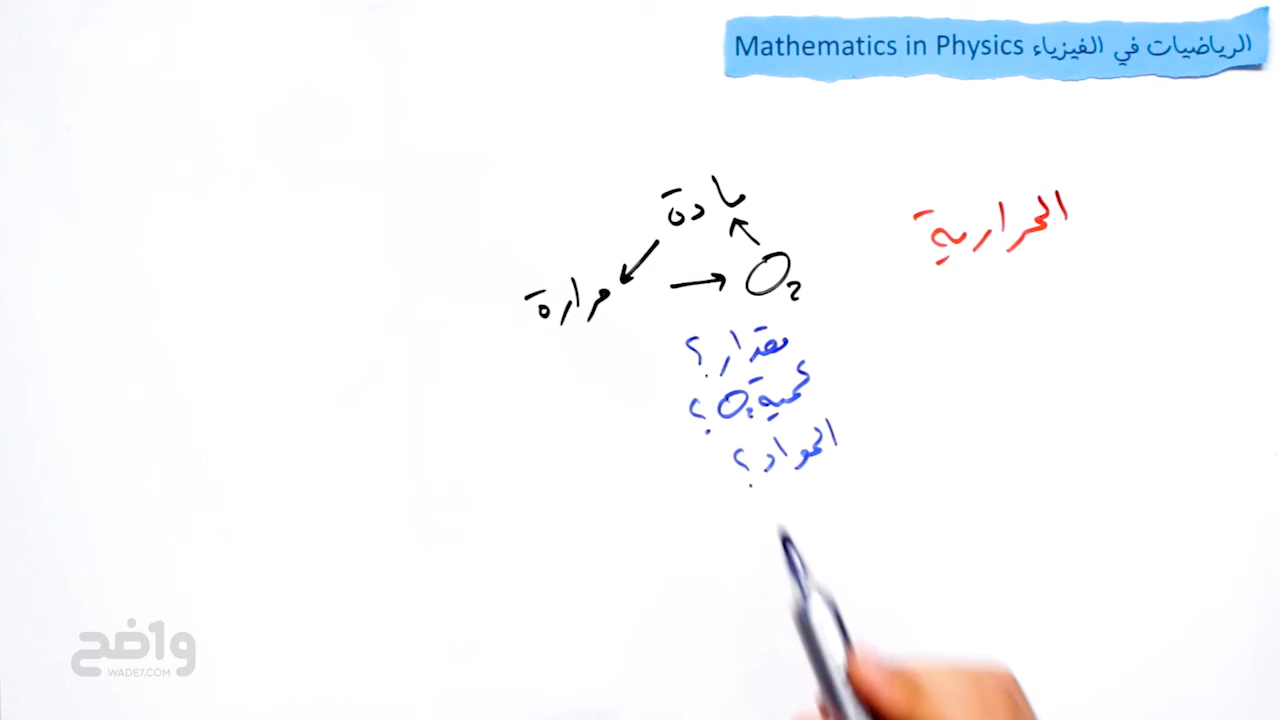 الرياضيات في الفيزياء Mathematics in Physics
الحرارية
مادة
حرارة
O₂
مقدار؟
كمية O₂؟
المواد؟
واضح
WADE7.COM